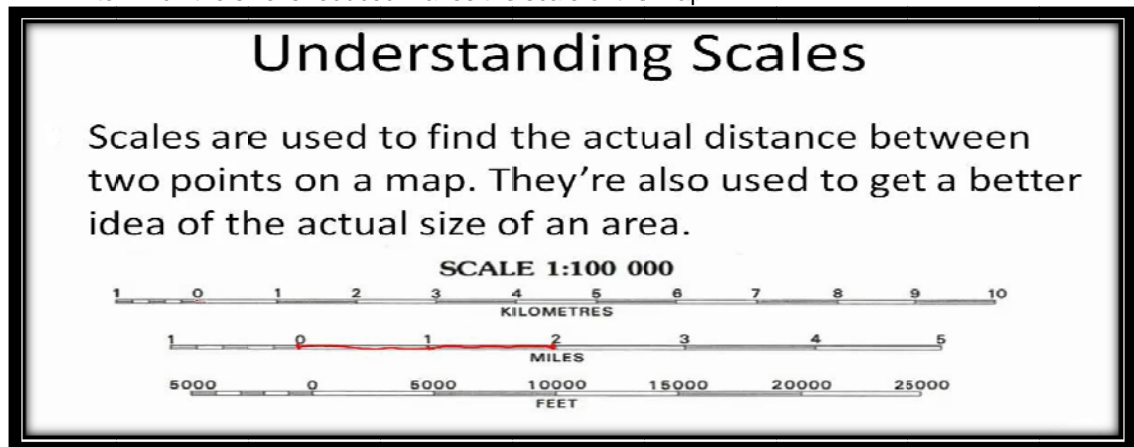 Understanding Scales
Scales are used to find the actual distance between
two points on a map. They're also used to get a better
idea of the actual size of an area.
SCALE 1:100 000
1 0 1 2 3 4 5 6 7 8 9 10
KILOMETRES
1 0 1 2 3 4 5
MILES
5000 0 5000 10000 15000 20000 25000
FEET